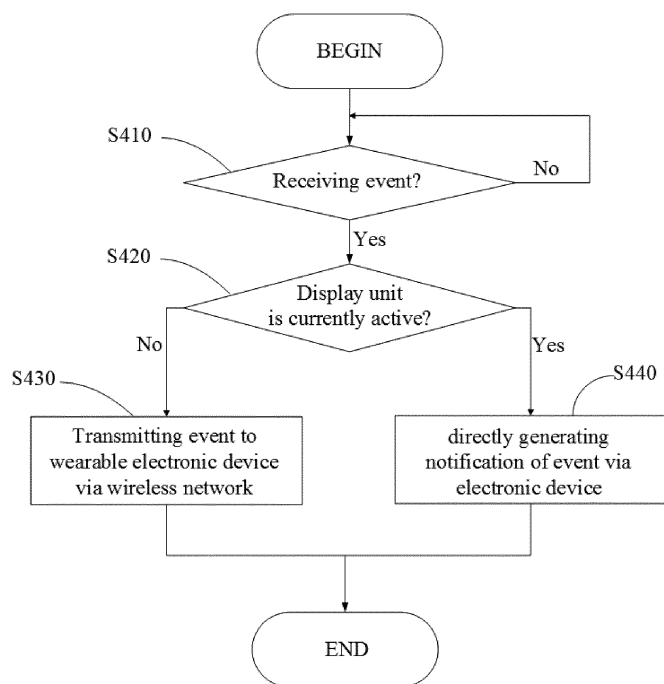 BEGIN
S410
Receiving event?
No
Yes
S420
Display unit
is currently active?
No
Yes
S430
S440
Transmitting event to
wearable electronic device
via wireless network
directly generating
notification of event via
electronic device
END